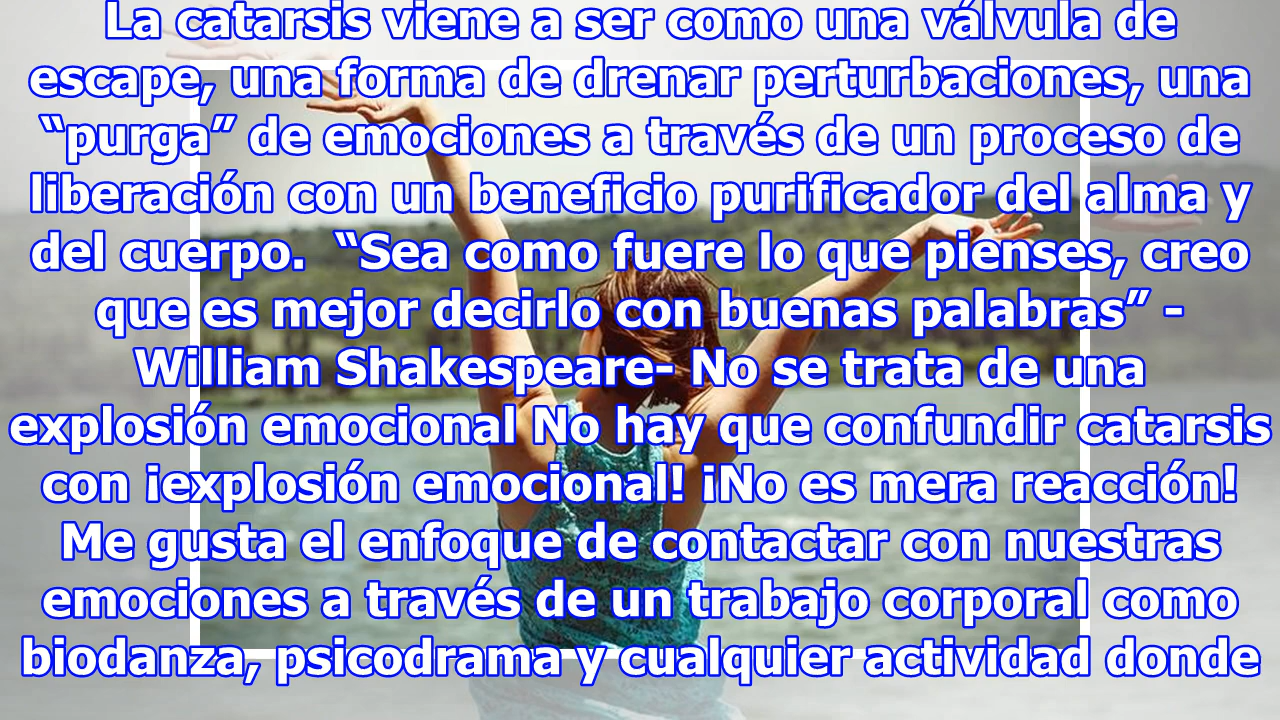 La catarsis viene a ser como una válvula de
escape, una forma de drenar perturbaciones, una
“purga” de emociones a través de un proceso de
liberación con un beneficio purificador del alma y
del cuerpo.  “Sea como fuere lo que pienses, creo
que es mejor decirlo con buenas palabras” -
William Shakespeare- No se trata de una
explosión emocional No hay que confundir catarsis
con ¡explosión emocional! ¡No es mera reacción!
Me gusta el enfoque de contactar con nuestras
emociones a través de un trabajo corporal como
biodanza, psicodrama y cualquier actividad donde